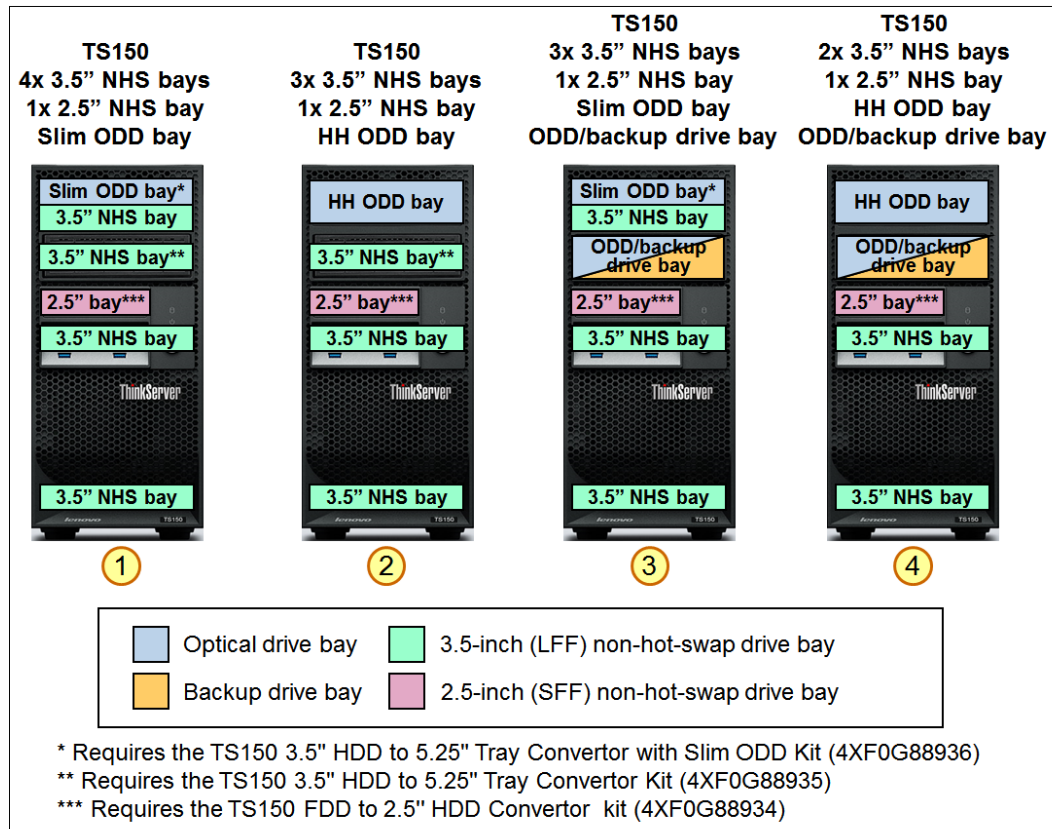 TS150
4x 3.5” NHS bays
1x 2.5” NHS bay
Slim ODD bay
TS150
3x 3.5” NHS bays
1x 2.5” NHS bay
HH ODD bay
TS150
3x 3.5” NHS bays
1x 2.5” NHS bay
Slim ODD bay
ODD/backup drive bay
TS150
2x 3.5” NHS bays
1x 2.5” NHS bay
HH ODD bay
ODD/backup drive bay
Slim ODD bay*
3.5” NHS bay
3.5” NHS bay**
2.5” bay***
3.5” NHS bay
ThinkServer
3.5” NHS bay
lenovo
TS150
1
HH ODD bay
3.5” NHS bay**
2.5” bay***
3.5” NHS bay
ThinkServer
3.5” NHS bay
lenovo
TS150
2
Slim ODD bay*
3.5” NHS bay
ODD/backup
drive bay
2.5” bay***
3.5” NHS bay
ThinkServer
3.5” NHS bay
lenovo
TS150
3
HH ODD bay
ODD/backup
drive bay
2.5” bay***
3.5” NHS bay
ThinkServer
3.5” NHS bay
lenovo
TS150
4
Optical drive bay
3.5-inch (LFF) non-hot-swap drive bay
Backup drive bay
2.5-inch (SFF) non-hot-swap drive bay
* Requires the TS150 3.5" HDD to 5.25" Tray Convertor with Slim ODD Kit (4XF0G88936)
** Requires the TS150 3.5" HDD to 5.25" Tray Convertor Kit (4XF0G88935)
*** Requires the TS150 FDD to 2.5" HDD Convertor kit (4XF0G88934)